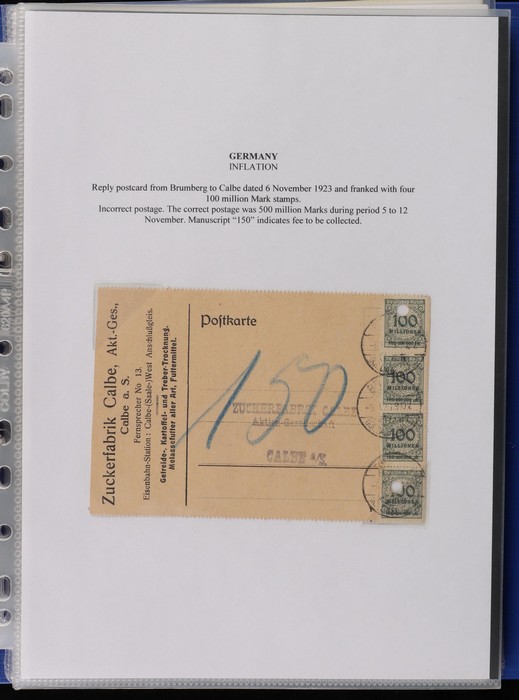 GERMANY
INFLATION
Reply postcard from Brumberg to Calbe dated 6 November 1923 and franked with four
100 million Mark stamps.
Incorrect postage. The correct postage was 500 million Marks during period 5 to 12
November. Manuscript “150” indicates fee to be collected.
Zuckerfabrik Calbe, Akt.-Ges.,
Calbe a. S.
Fernsprecher No 13.
Eisenbahn-Station: Calbe-(Saale)-West Anschlußgleis.
Getreide-, Kartoffel- und Treber-Trocknung.
Melassefutter aller Art, Futtermittel.
Postkarte
150
ZUCKERFABRIK CALBE
Aktien-Gesellschaft
CALBE a/S.
100
MILLIONEN
100
MILLIONEN
100
MILLIONEN
100
MILLIONEN